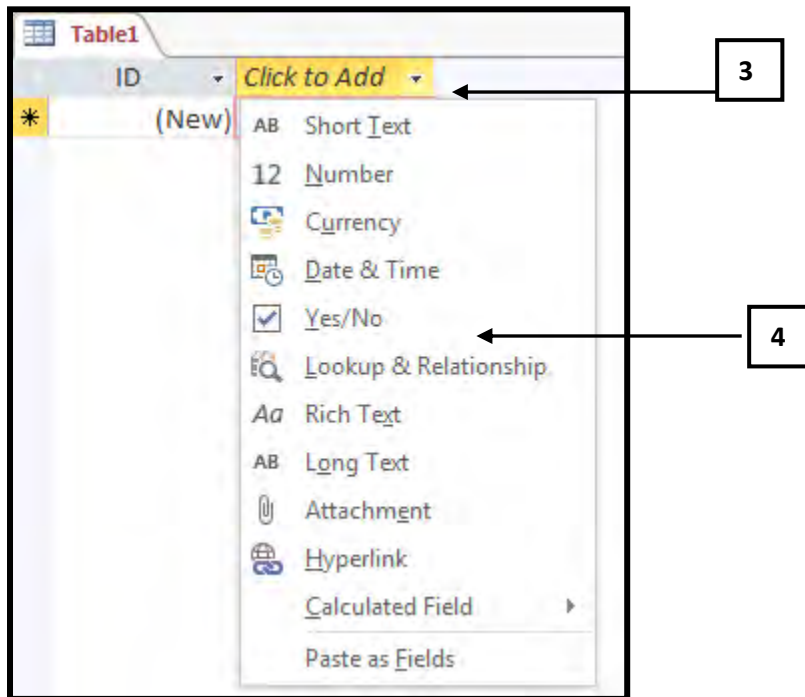 Table1
ID Click to Add
3
* (New)
AB Short Text
12 Number
Currency
Date & Time
Yes/No
4
Lookup & Relationship
Aa Rich Text
AB Long Text
Attachment
Hyperlink
Calculated Field
Paste as Fields